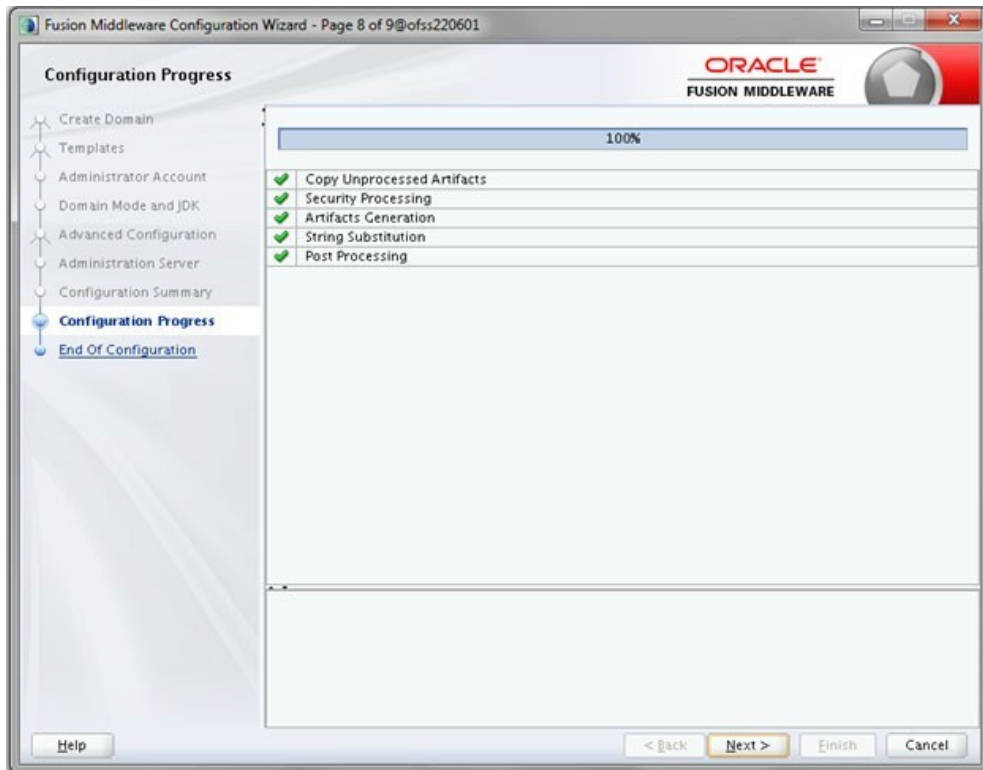 Fusion Middleware Configuration Wizard - Page 8 of 9@ofss220601
Configuration Progress
ORACLE
FUSION MIDDLEWARE
Create Domain
Templates
Administrator Account
Domain Mode and JDK
Advanced Configuration
Administration Server
Configuration Summary
Configuration Progress
End Of Configuration
100%
Copy Unprocessed Artifacts
Security Processing
Artifacts Generation
String Substitution
Post Processing
Help
< Back
Next >
Finish
Cancel